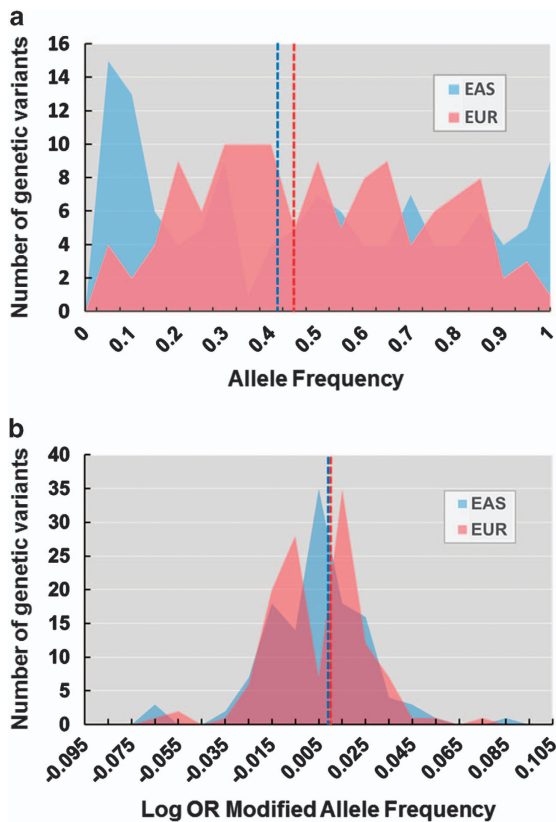 a
Number of genetic variants
16
14
12
10
8
6
4
2
0
EAS
EUR
0 0.1 0.2 0.3 0.4 0.5 0.6 0.7 0.8 0.9 1
Allele Frequency
b
Number of genetic variants
40
35
30
25
20
15
10
5
0
EAS
EUR
-0.095 -0.075 -0.055 -0.035 -0.015 0.005 0.025 0.045 0.065 0.085 0.105
Log OR Modified Allele Frequency